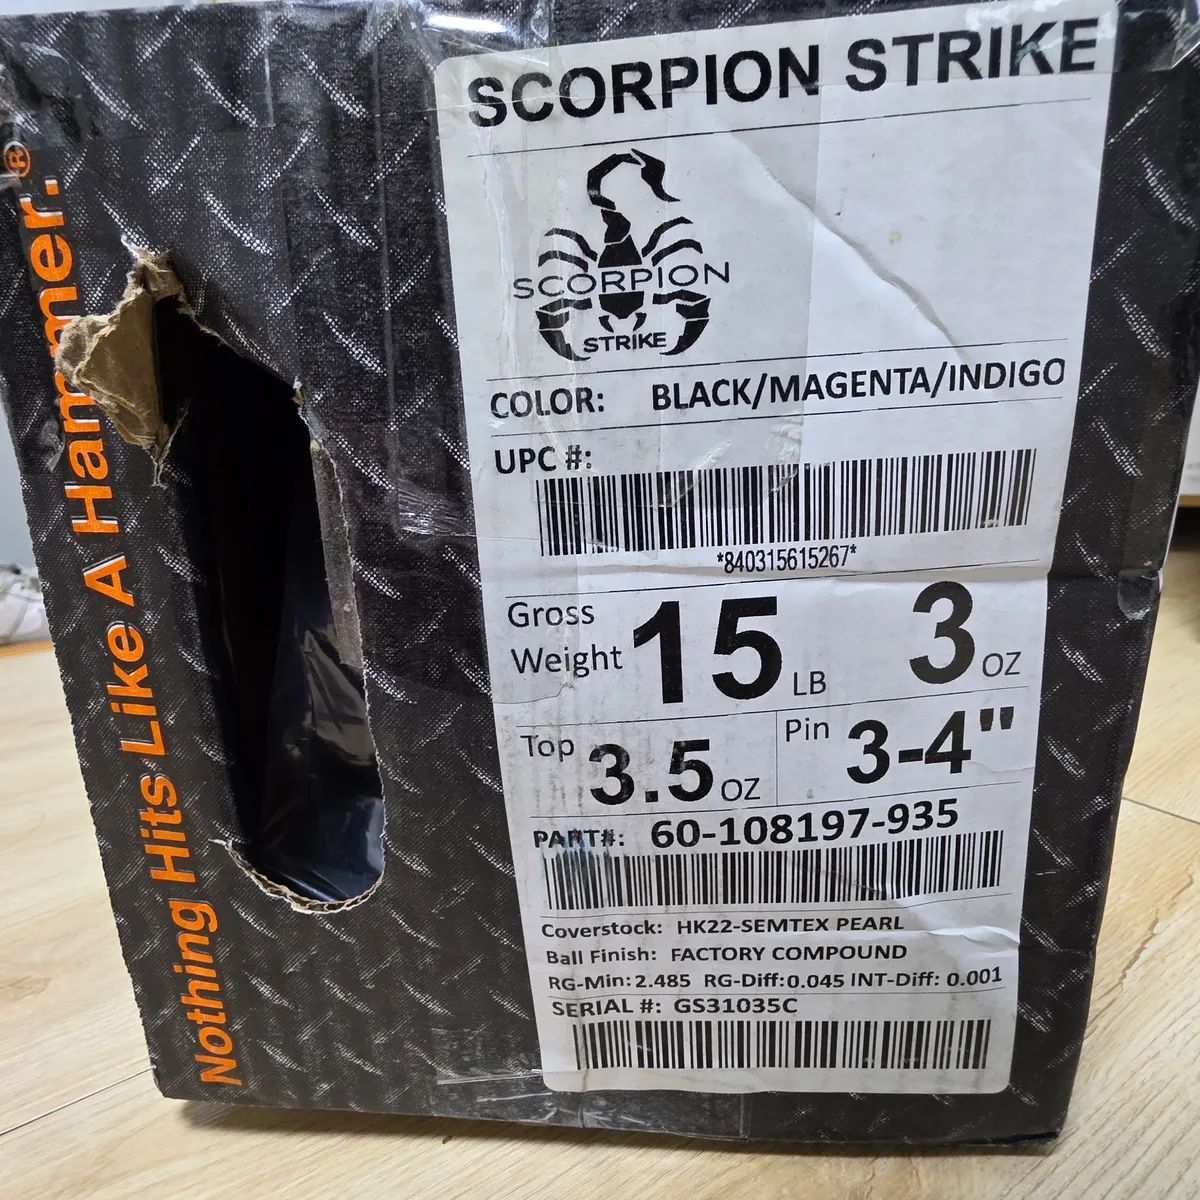 Nothing Hits Like A Hammer.®
SCORPION STRIKE
SCORPION
STRIKE
COLOR: BLACK/MAGENTA/INDIGO
UPC #:
*840315615267*
Gross Weight 15 LB 3 OZ
Top 3.5 OZ Pin 3-4"
PART#: 60-108197-935
Coverstock: HK22-SEMTEX PEARL
Ball Finish: FACTORY COMPOUND
RG-Min: 2.485 RG-Diff: 0.045 INT-Diff: 0.001
SERIAL #: GS31035C